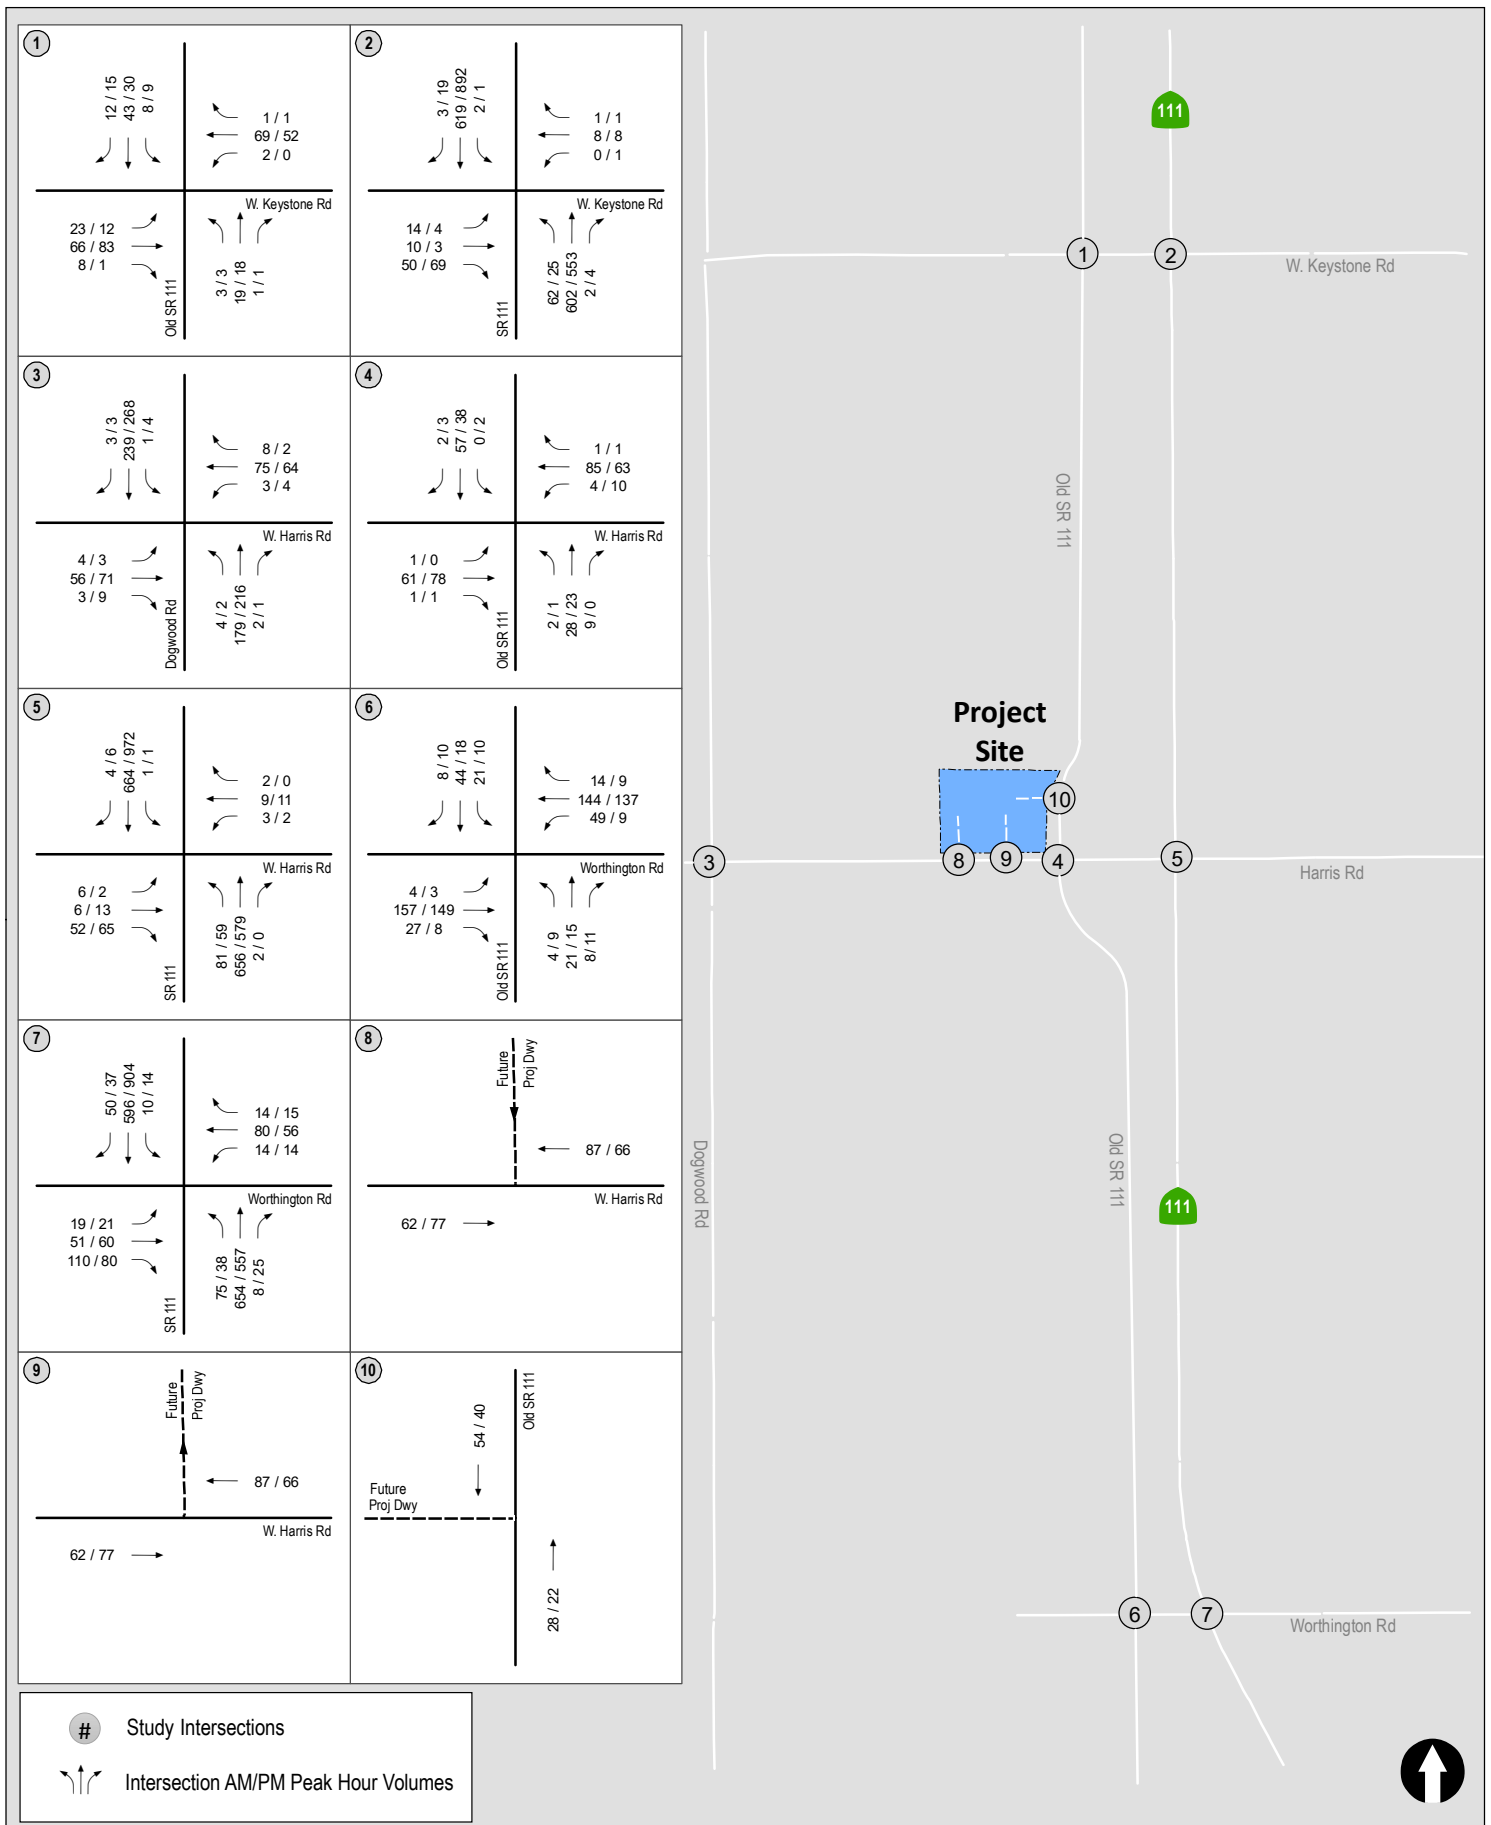 1
12 / 15
43 / 30
8 / 9
1 / 1
69 / 52
2 / 0
W. Keystone Rd
23 / 12
66 / 83
8 / 1
Old SR 111
3 / 3
19 / 18
1 / 1
2
3 / 19
619 / 892
2 / 1
1 / 1
8 / 8
0 / 1
W. Keystone Rd
14 / 4
10 / 3
50 / 69
SR111
62 / 25
602 / 553
2 / 4
3
3 / 3
239 / 268
1 / 4
8 / 2
75 / 64
3 / 4
W. Harris Rd
4 / 3
56 / 71
3 / 9
Dogwood Rd
4 / 2
179 / 216
2 / 1
4
2 / 3
57 / 38
0 / 2
1 / 1
85 / 63
4 / 10
W. Harris Rd
1 / 0
61 / 78
1 / 1
Old SR 111
2 / 1
28 / 23
9 / 0
5
4 / 6
664 / 972
1 / 1
2 / 0
9 / 11
3 / 2
W. Harris Rd
6 / 2
6 / 13
52 / 65
SR 111
81 / 59
656 / 579
2 / 0
6
8 / 10
44 / 18
21 / 10
14 / 9
144 / 137
49 / 9
Worthington Rd
4 / 3
157 / 149
27 / 8
Old SR 111
4 / 9
21 / 15
8 / 11
7
50 / 37
596 / 904
10 / 14
14 / 15
80 / 56
14 / 14
Worthington Rd
19 / 21
51 / 60
110 / 80
SR 111
75 / 38
654 / 557
8 / 25
8
Future
Proj Dwy
87 / 66
W. Harris Rd
62 / 77
9
Future
Proj Dwy
87 / 66
W. Harris Rd
62 / 77
10
54 / 40
Old SR 111
Future
Proj Dwy
28 / 22
#
Study Intersections
Intersection AM/PM Peak Hour Volumes
111
1
2
W. Keystone Rd
Old SR 111
Project
Site
10
3
8
9
4
5
Harris Rd
Dogwood Rd
Old SR 111
111
6
7
Worthington Rd